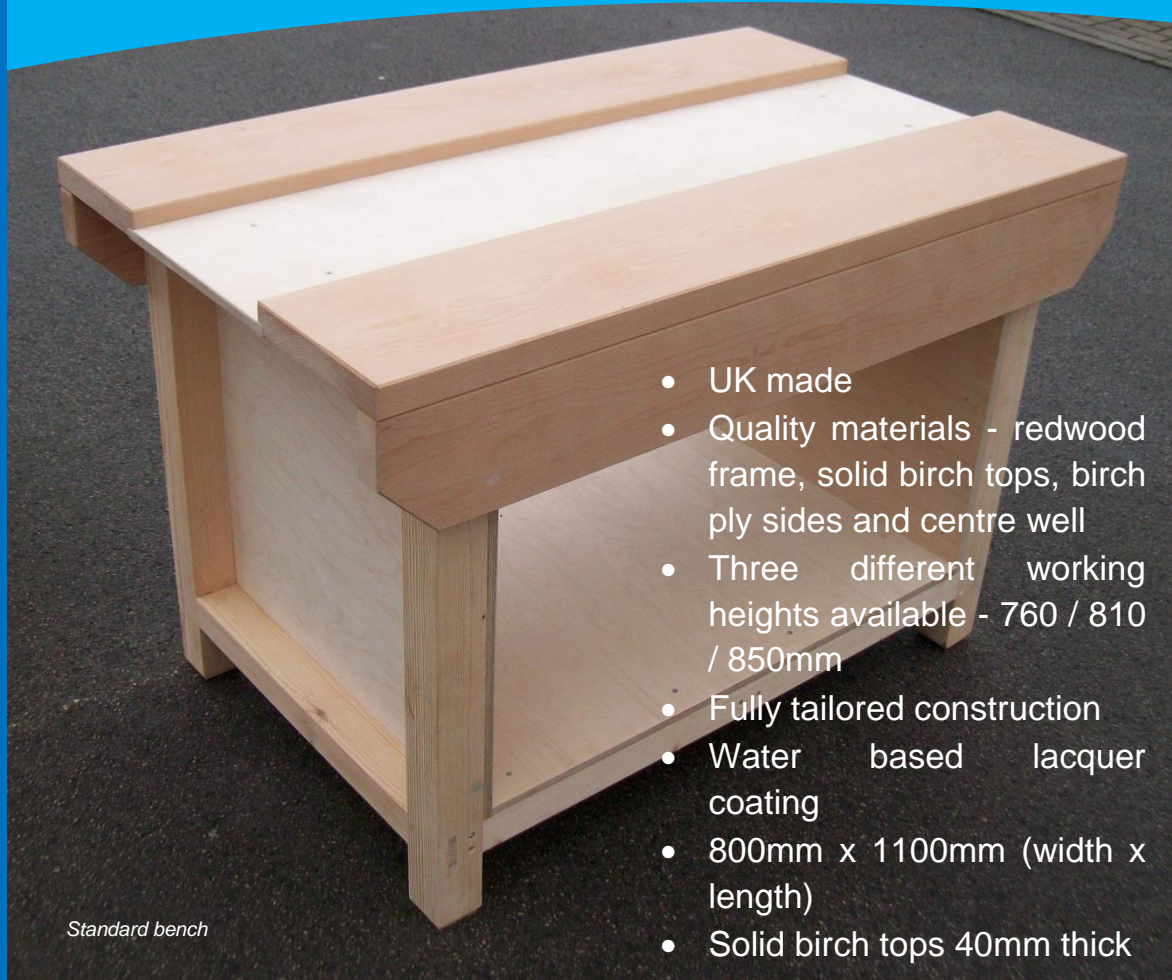 • UK made
• Quality materials - redwood
frame, solid birch tops, birch
ply sides and centre well
• Three different working
heights available - 760 / 810
/ 850mm
• Fully tailored construction
• Water based lacquer
coating
• 800mm x 1100mm (width x
length)
• Solid birch tops 40mm thick
Standard bench